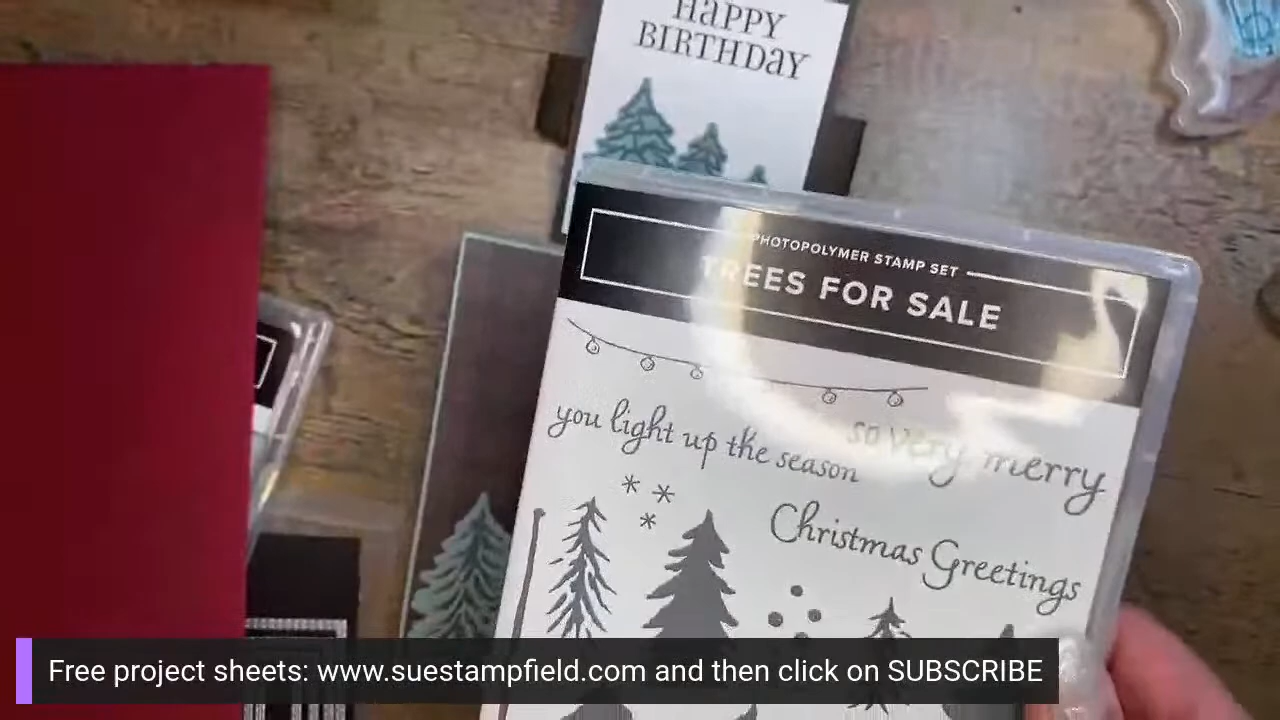 HaPPY
BIRTHDaY
PHOTOPOLYMER STAMP SET
TREES FOR SALE
you light up the season
so very merry
Christmas Greetings
Free project sheets: www.suestampfield.com and then click on SUBSCRIBE